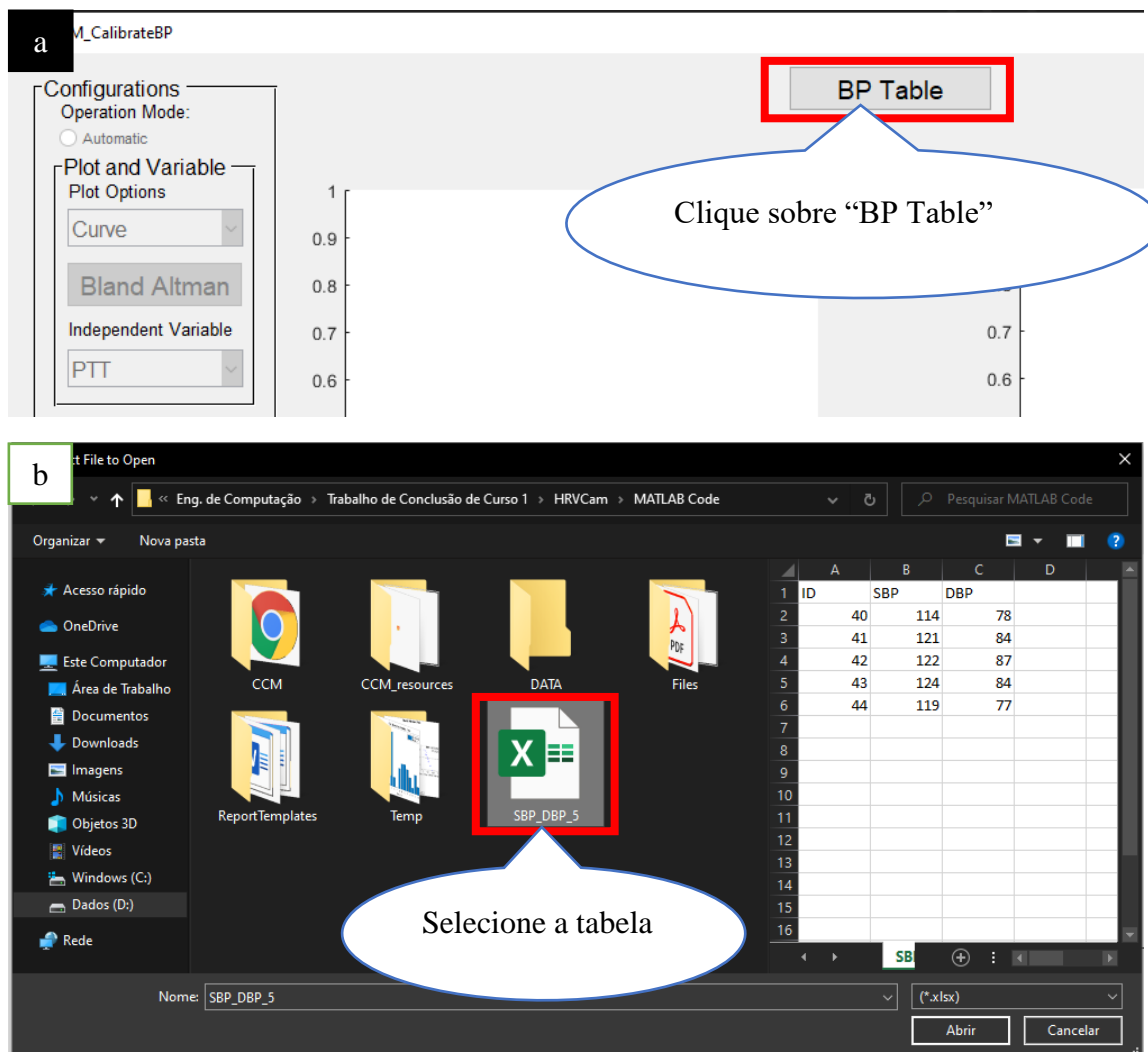 a
M_CalibrateBP
Configurations
Operation Mode:
Automatic
Plot and Variable
Plot Options
Curve
Bland Altman
Independent Variable
PTT
BP Table
Clique sobre “BP Table”
1
0.9
0.8
0.7
0.6
0.7
0.6
b
ct File to Open
« Eng. de Computação › Trabalho de Conclusão de Curso 1 › HRVCam › MATLAB Code
Pesquisar MATLAB Code
Organizar
Nova pasta
Acesso rápido
OneDrive
Este Computador
Área de Trabalho
Documentos
Downloads
Imagens
Músicas
Objetos 3D
Vídeos
Windows (C:)
Dados (D:)
Rede
CCM
CCM_resources
DATA
PDF
Files
ReportTemplates
Temp
X
SBP_DBP_5
Selecione a tabela
A B C D
1 ID SBP DBP
2 40 114 78
3 41 121 84
4 42 122 87
5 43 124 84
6 44 119 77
7
8
9
10
11
12
13
14
15
16
SB
Nome: SBP_DBP_5
(*.xlsx)
Abrir
Cancelar